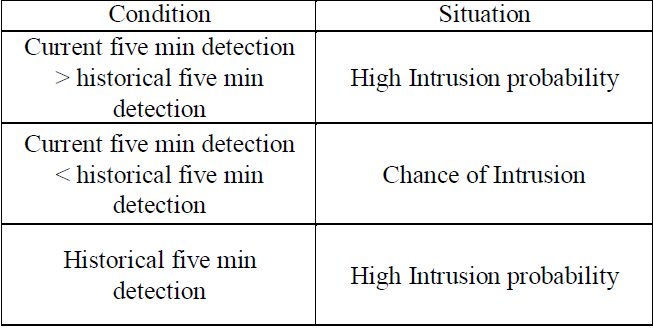 Condition
Situation
Current five min detection
> historical five min
detection
High Intrusion probability
Current five min detection
< historical five min
detection
Chance of Intrusion
Historical five min
detection
High Intrusion probability